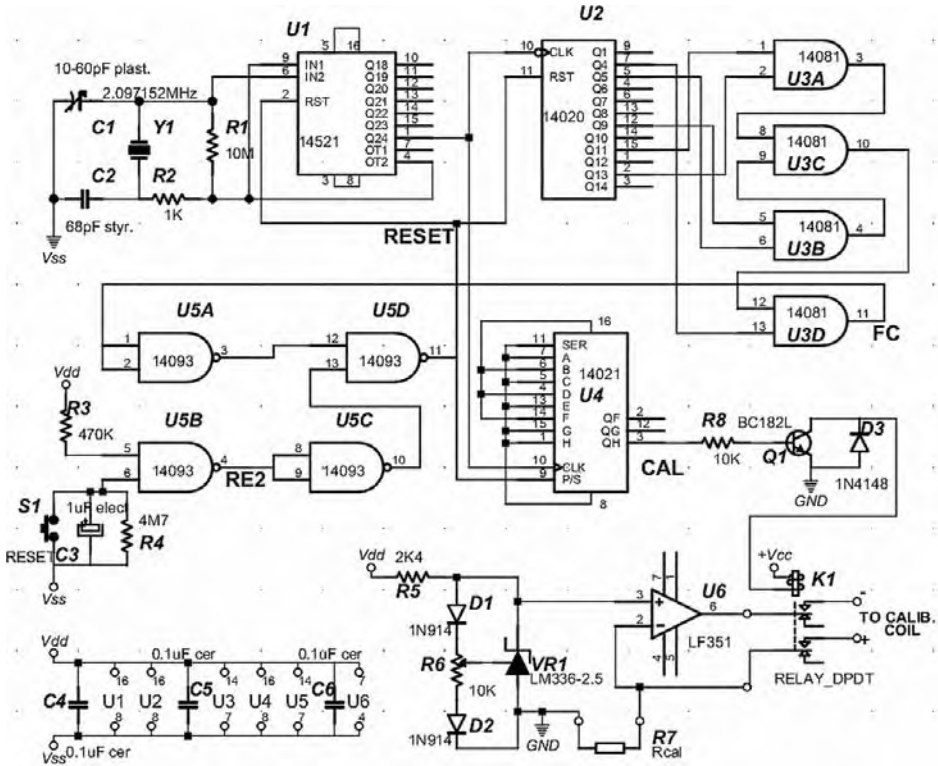 U1
U2
5 16
9 IN1
6 IN2
2 RST
14521
Q18 10
Q19 11
Q20 12
Q21 13
Q22 14
Q23 15
Q24 1
OT1 7
OT2 4
3 8
10 CLK
11 RST
14020
Q1 9
Q4 7
Q5 5
Q6 4
Q7 6
Q8 13
Q9 12
Q10 14
Q11 15
Q12 1
Q13 2
Q14 3
1
2
14081
U3A
3
8
9
14081
U3C
10
5
6
14081
U3B
4
12
13
14081
U3D
11
FC
10-60pF plast.
2.097152MHz
C1
Y1
R1
10M
C2
R2
1K
68pF styr.
Vss
RESET
U5A
1
2
14093
3
U5D
12
13
14093
11
Vdd
R3
470K
U5B
5
6
14093
4
RE2
U5C
8
9
14093
10
S1
RESET
1uF elect
C3
4M7
R4
Vss
16
11 SER
7 A
6 B
5 C
4 D
13 E
14 F
15 G
1 H
10 CLK
9 P/S
14021
U4
QF 2
QG 12
QH 3
8
CAL
R8
10K
BC182L
Q1
GND
D3
1N4148
Vdd
2K4
R5
D1
1N914
R6
10K
D2
1N914
VR1
LM336-2.5
GND
R7
Rcal
7 1
3 +
2 -
6
4 5
U6
LF351
+Vcc
K1
-
TO CALIB.
COIL
+
RELAY_DPDT
Vdd
0.1uF cer
0.1uF cer
16 16 14 16 14 7
C4 U1 U2 C5 U3 U4 U5 C6 U6
8 8 7 8 7 4
Vss
0.1uF cer